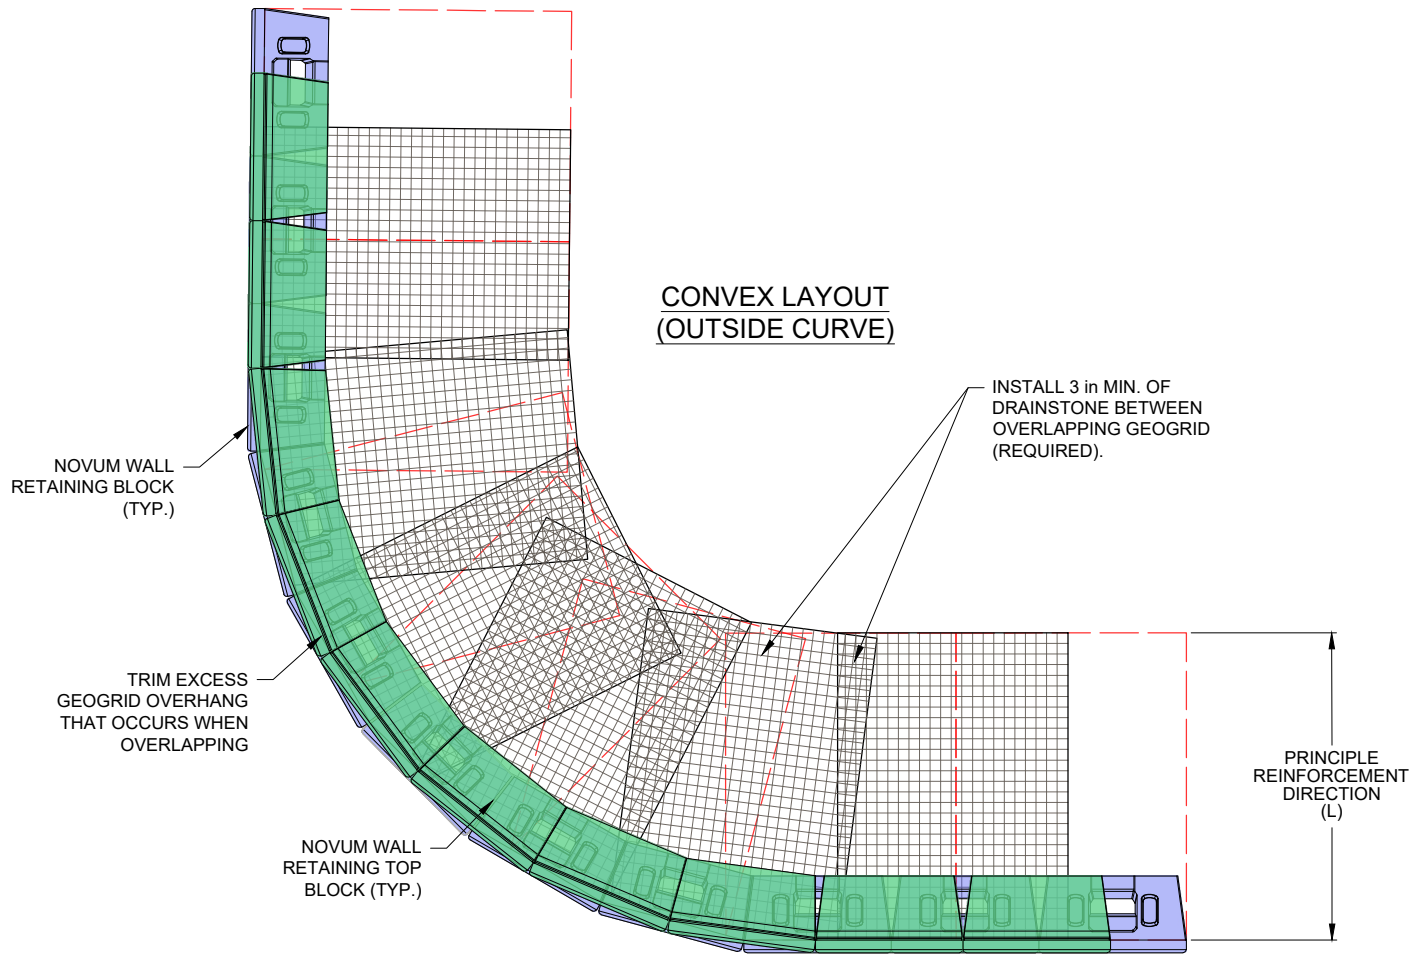 CONVEX LAYOUT
(OUTSIDE CURVE)
INSTALL 3 in MIN. OF
DRAINSTONE BETWEEN
OVERLAPPING GEOGRID
(REQUIRED).
NOVUM WALL
RETAINING BLOCK
(TYP.)
TRIM EXCESS
GEOGRID OVERHANG
THAT OCCURS WHEN
OVERLAPPING
NOVUM WALL
RETAINING TOP
BLOCK (TYP.)
PRINCIPLE
REINFORCEMENT
DIRECTION
(L)